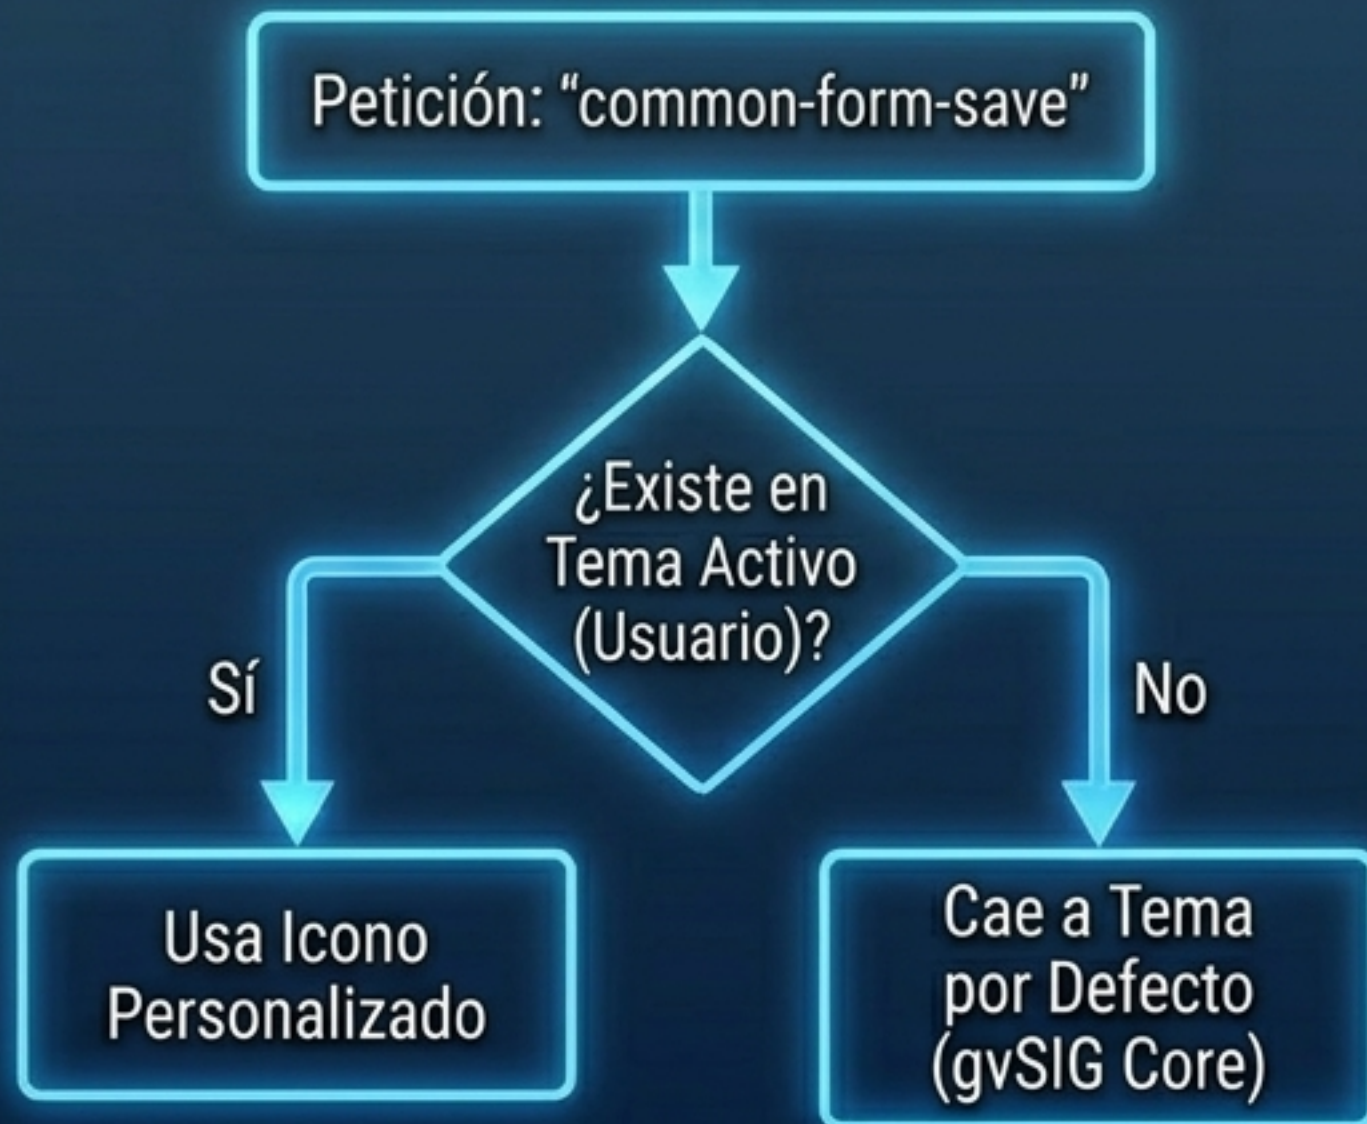 Petición: “common-form-save”
¿Existe en
Tema Activo
(Usuario)?
Sí
No
Usa Icono
Personalizado
Cae a Tema
por Defecto
(gvSIG Core)